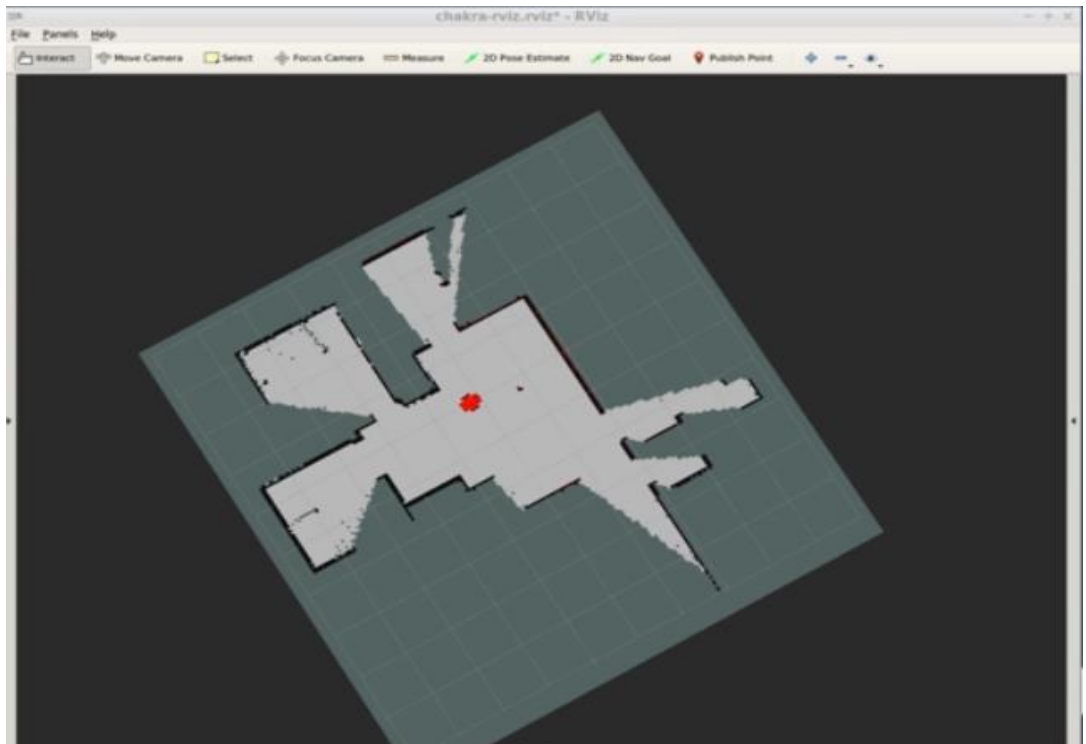 chakra-rviz.rviz* - RViz
File Panels Help
Interact Move Camera Select Focus Camera Measure 2D Pose Estimate 2D Nav Goal Publish Point